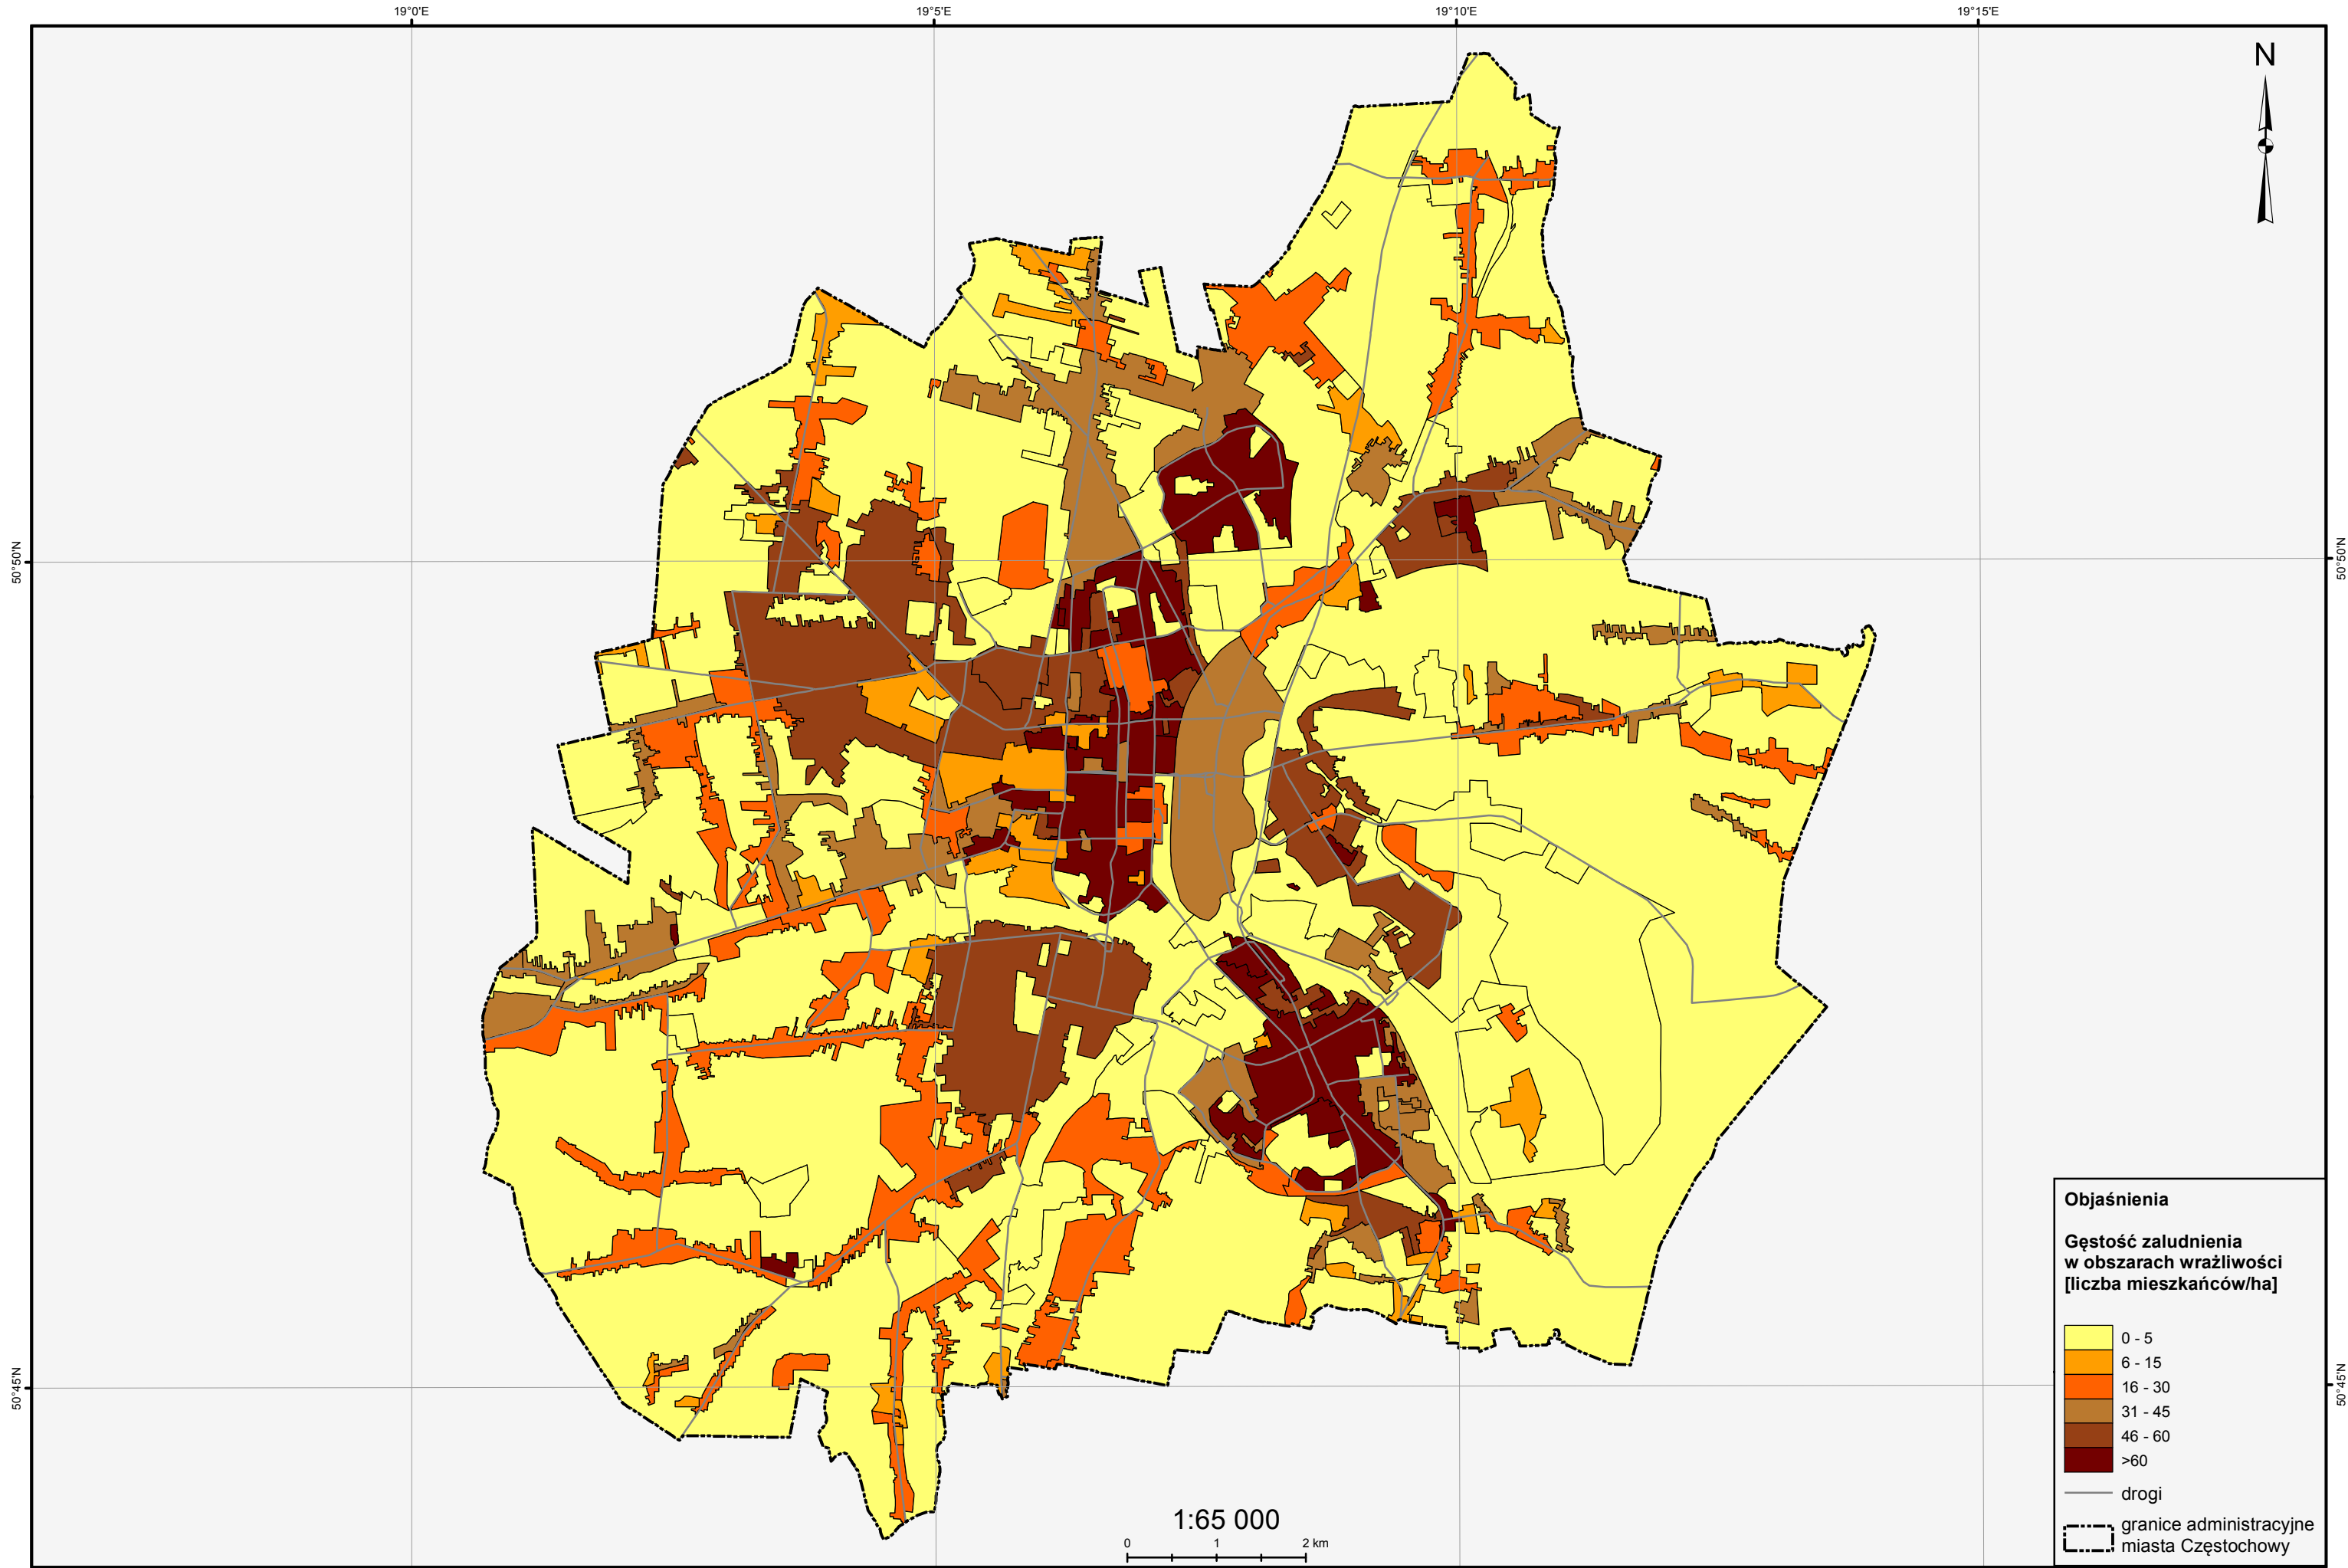 19°0'E 19°5'E 19°10'E 19°15'E
N
50°50'N 50°50'N
50°45'N 50°45'N
Objaśnienia
Gęstość zaludnienia
w obszarach wrażliwości
[liczba mieszkańców/ha]
0 - 5
6 - 15
16 - 30
31 - 45
46 - 60
>60
drogi
granice administracyjne
miasta Częstochowy
1:65 000
0 1 2 km